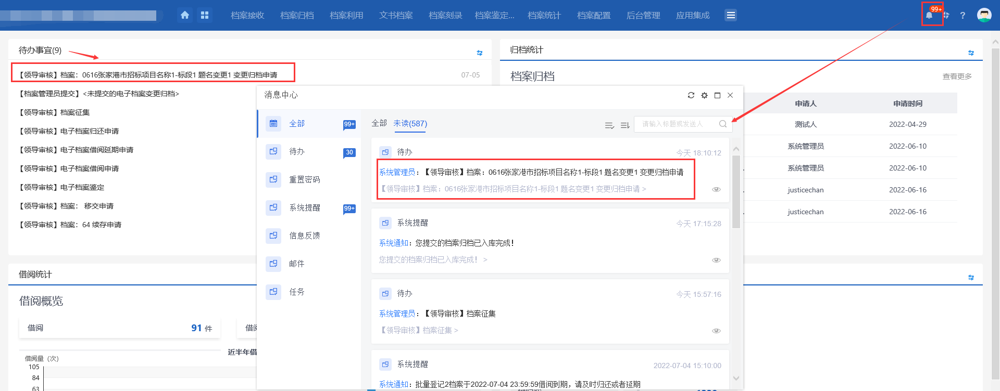 档案接收 档案归档 档案利用 文书档案 档案刻录 档案鉴定... 档案统计 档案配置 后台管理 应用集成
99+
?
待办事宜(9)
【领导审核】档案：0616张家港市招标项目名称1-标段1 题名变更1 变更归档申请 07-05
【档案管理员提交】<未提交的电子档案变更归档>
【领导审核】档案征集
【领导审核】电子档案归还申请
【领导审核】电子档案借阅延期申请
【领导审核】电子档案借阅申请
【领导审核】电子档案鉴定
【领导审核】档案： 移交申请
【领导审核】档案：64 续存申请
归档统计
档案归档 查看更多
申请人 申请时间
测试人 2022-04-29
系统管理员 2022-06-10
系统管理员 2022-06-10
justicechan 2022-06-16
justicechan 2022-06-16
借阅统计
借阅概览
借阅 91 件
近半年借
借阅量（次）
105
84
63
消息中心
全部 99+
待办 30
重置密码
系统提醒 99+
信息反馈
邮件
任务
全部 未读(587)
请输入标题或发送人
待办 今天 18:10:12
系统管理员：【领导审核】档案：0616张家港市招标项目名称1-标段1 题名变更1 变更归档申请
【领导审核】档案：0616张家港市招标项目名称1-标段1 题名变更1 变更归档申请 >
系统提醒 今天 17:15:28
系统通知：您提交的档案归档已入库完成！
您提交的档案归档已入库完成！ >
待办 今天 15:57:16
系统管理员：【领导审核】档案征集
【领导审核】档案征集 >
系统提醒 2022-07-04 15:10:00
系统通知：批量登记2档案于2022-07-04 23:59:59借阅到期，请及时归还或者延期